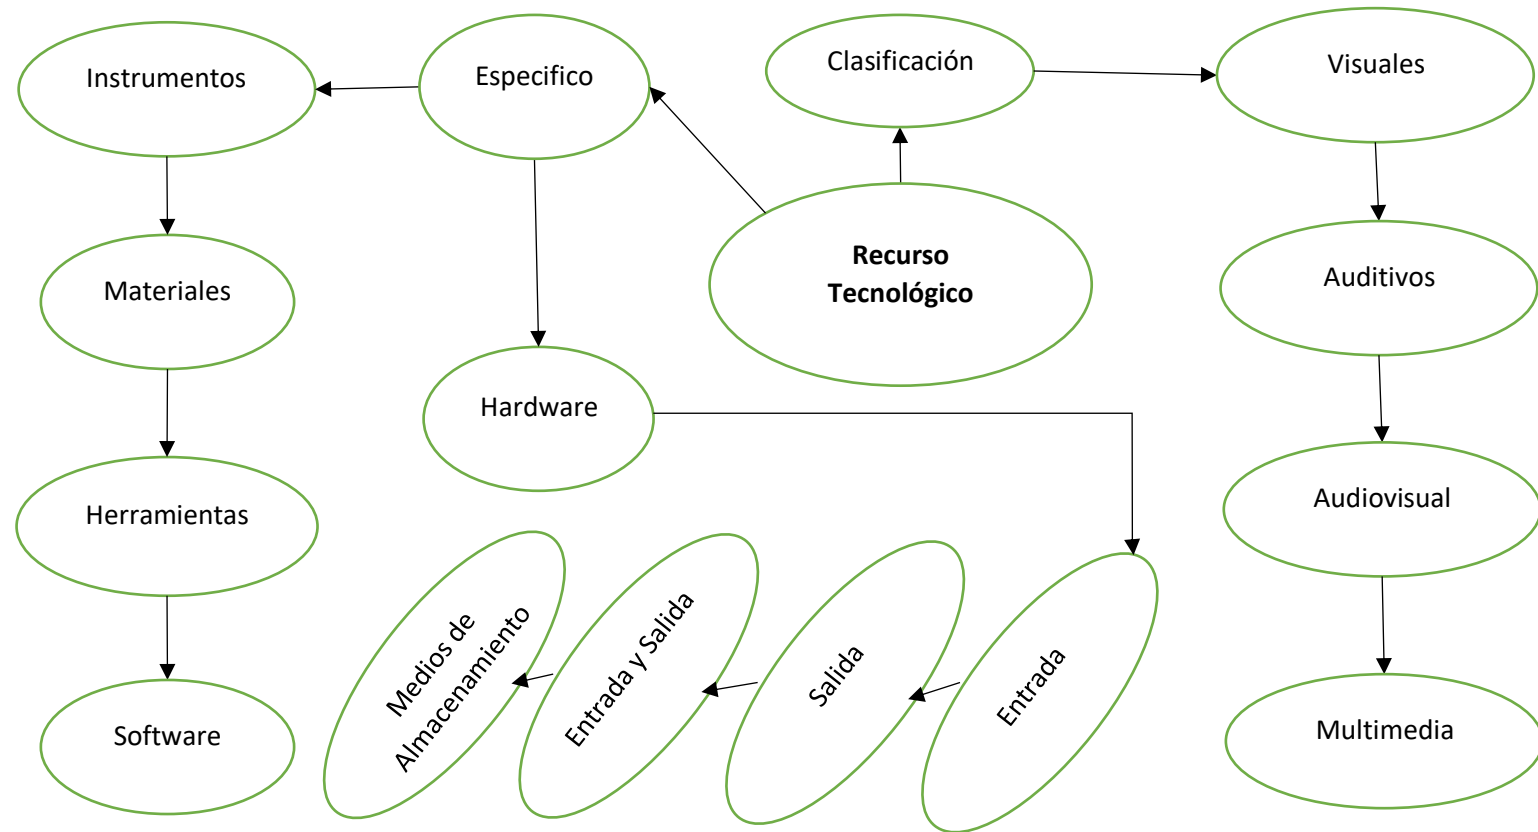 Instrumentos
Especifico
Clasificación
Visuales
Recurso
Tecnológico
Materiales
Auditivos
Hardware
Herramientas
Audiovisual
Medios de
Almacenamiento
Entrada y Salida
Salida
Entrada
Software
Multimedia